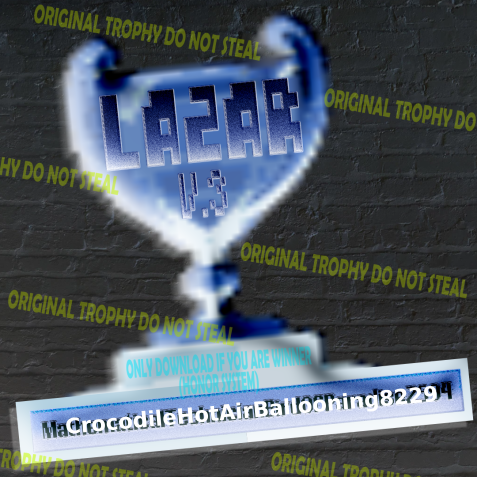 ORIGINAL TROPHY DO NOT STEAL
LAZAR
ORIGINAL TROPHY DO
HY DO NOT STEAL
V.3
ORIGINAL TROPHY DO NOT STEAL
ORIGINAL TROPHY DO NOT STEAL
ONLY DOWNLOAD IF YOU ARE WINNER
(HONOR SYSTEM)
CrocodileHotAirBallooning8229
ROPHY DO NOT STEAL
ORIGINAL TROPHY DO